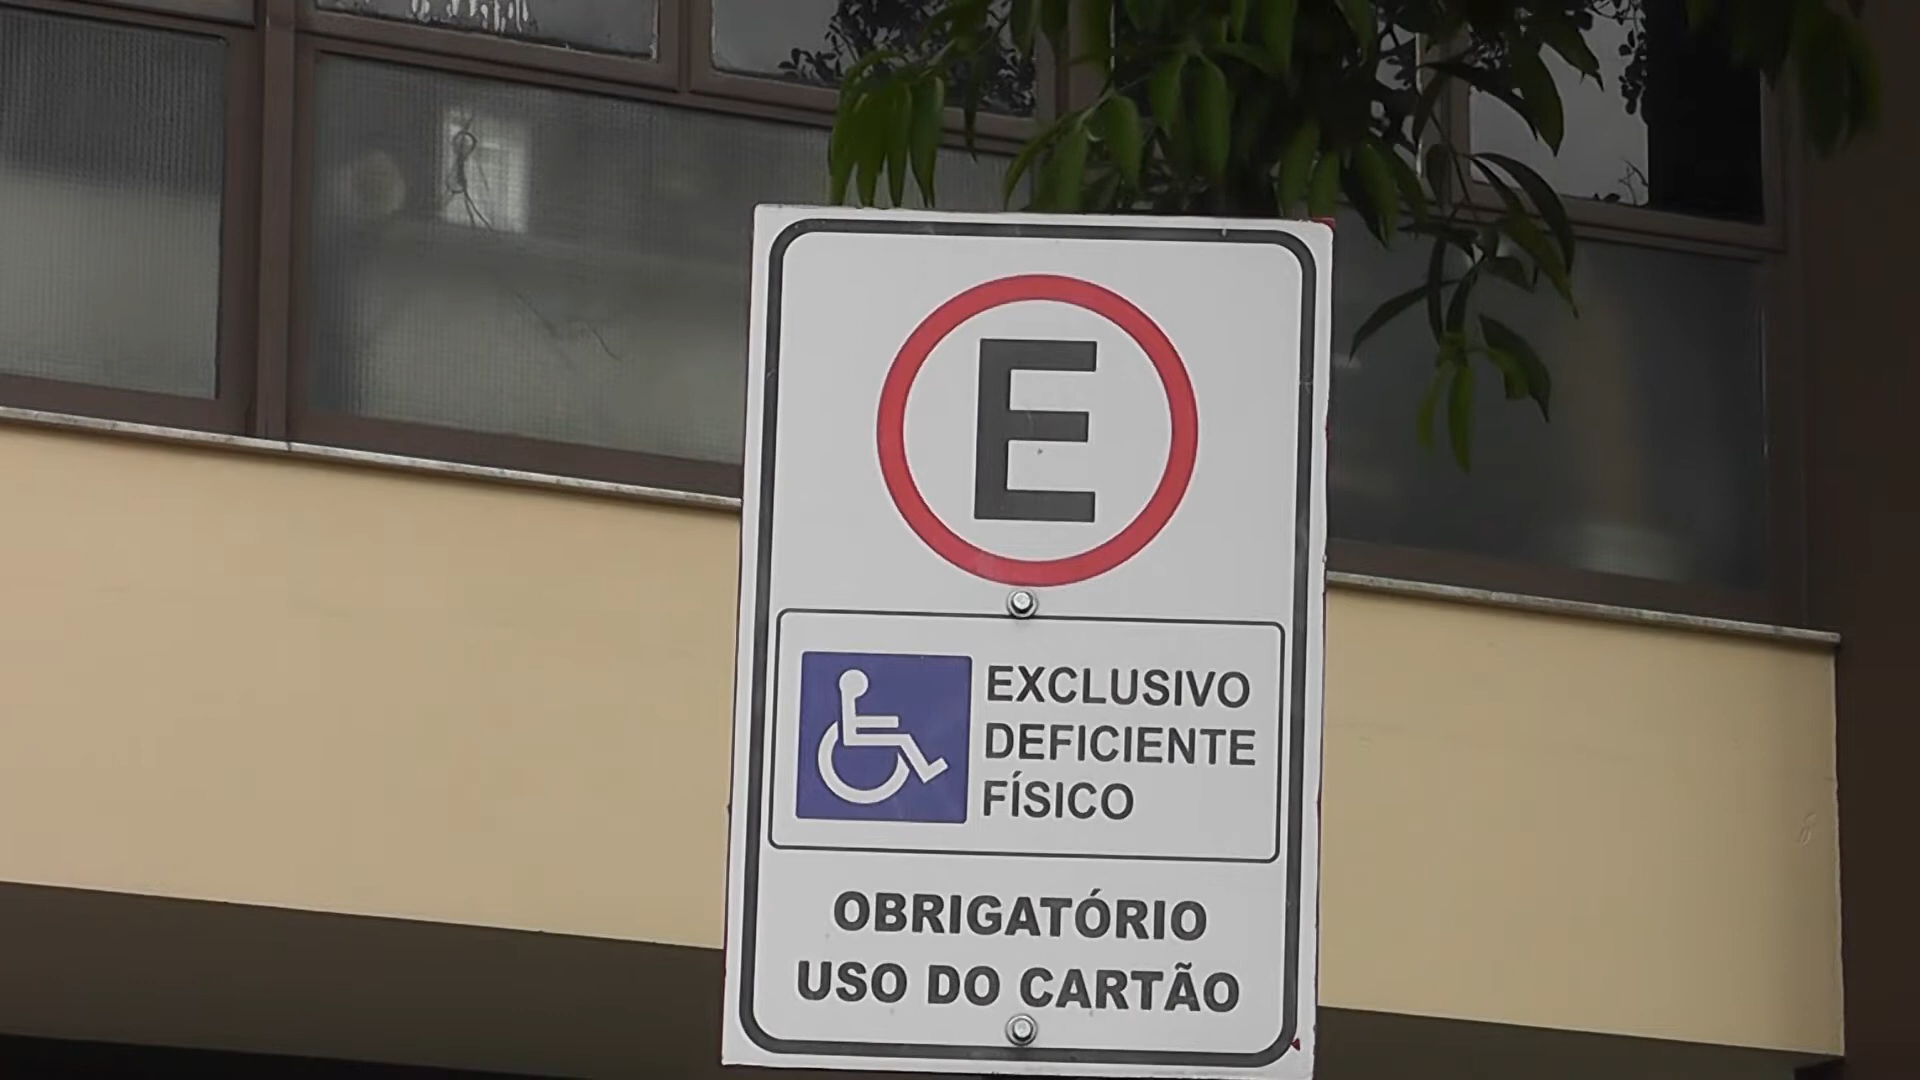 E
EXCLUSIVO
DEFICIENTE
FÍSICO
OBRIGATÓRIO
USO DO CARTÃO